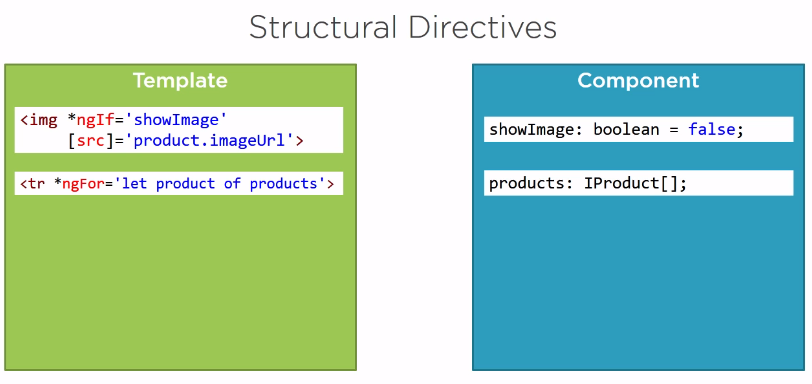 Structural Directives
Template
<img *ngIf='showImage'
[src]='product.imageUrl'>
<tr *ngFor='let product of products'>
Component
showImage: boolean = false;
products: IProduct[];